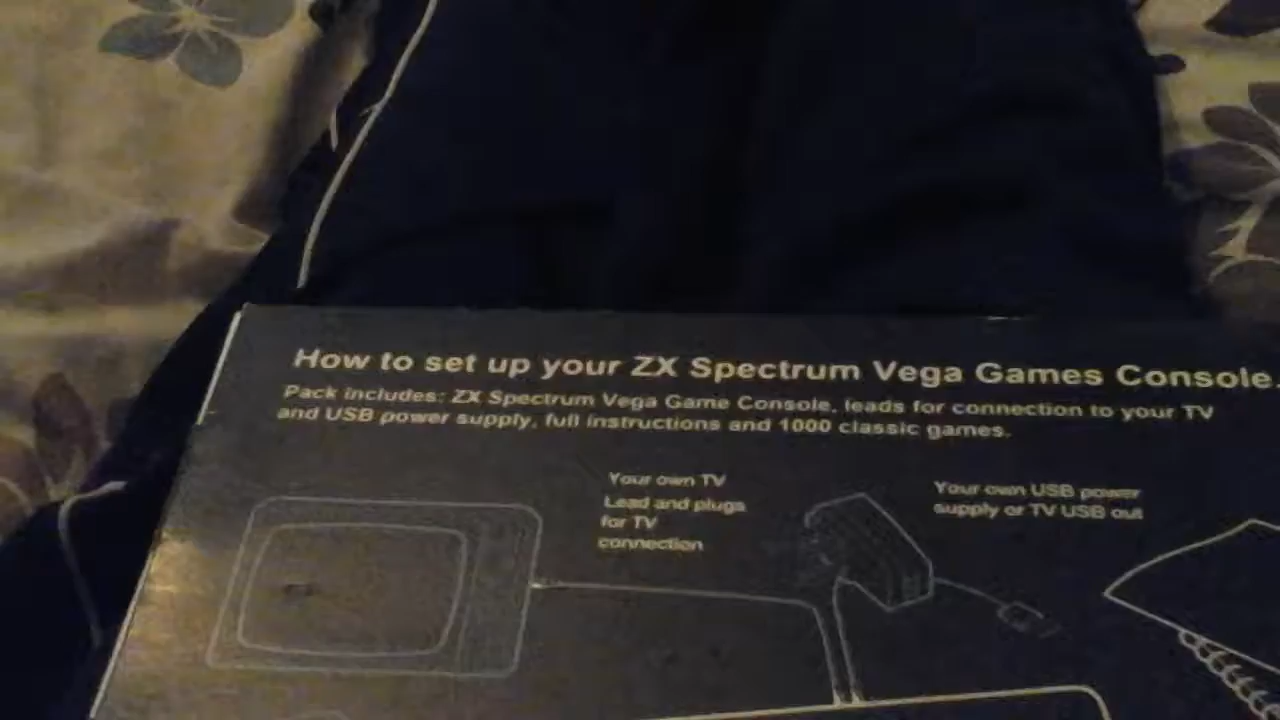 How to set up your ZX Spectrum Vega Games Console.
Pack includes: ZX Spectrum Vega Game Console, leads for connection to your TV
and USB power supply, full instructions and 1000 classic games.
Your own TV
Lead and plugs
for TV
connection
Your own USB power
supply or TV USB out